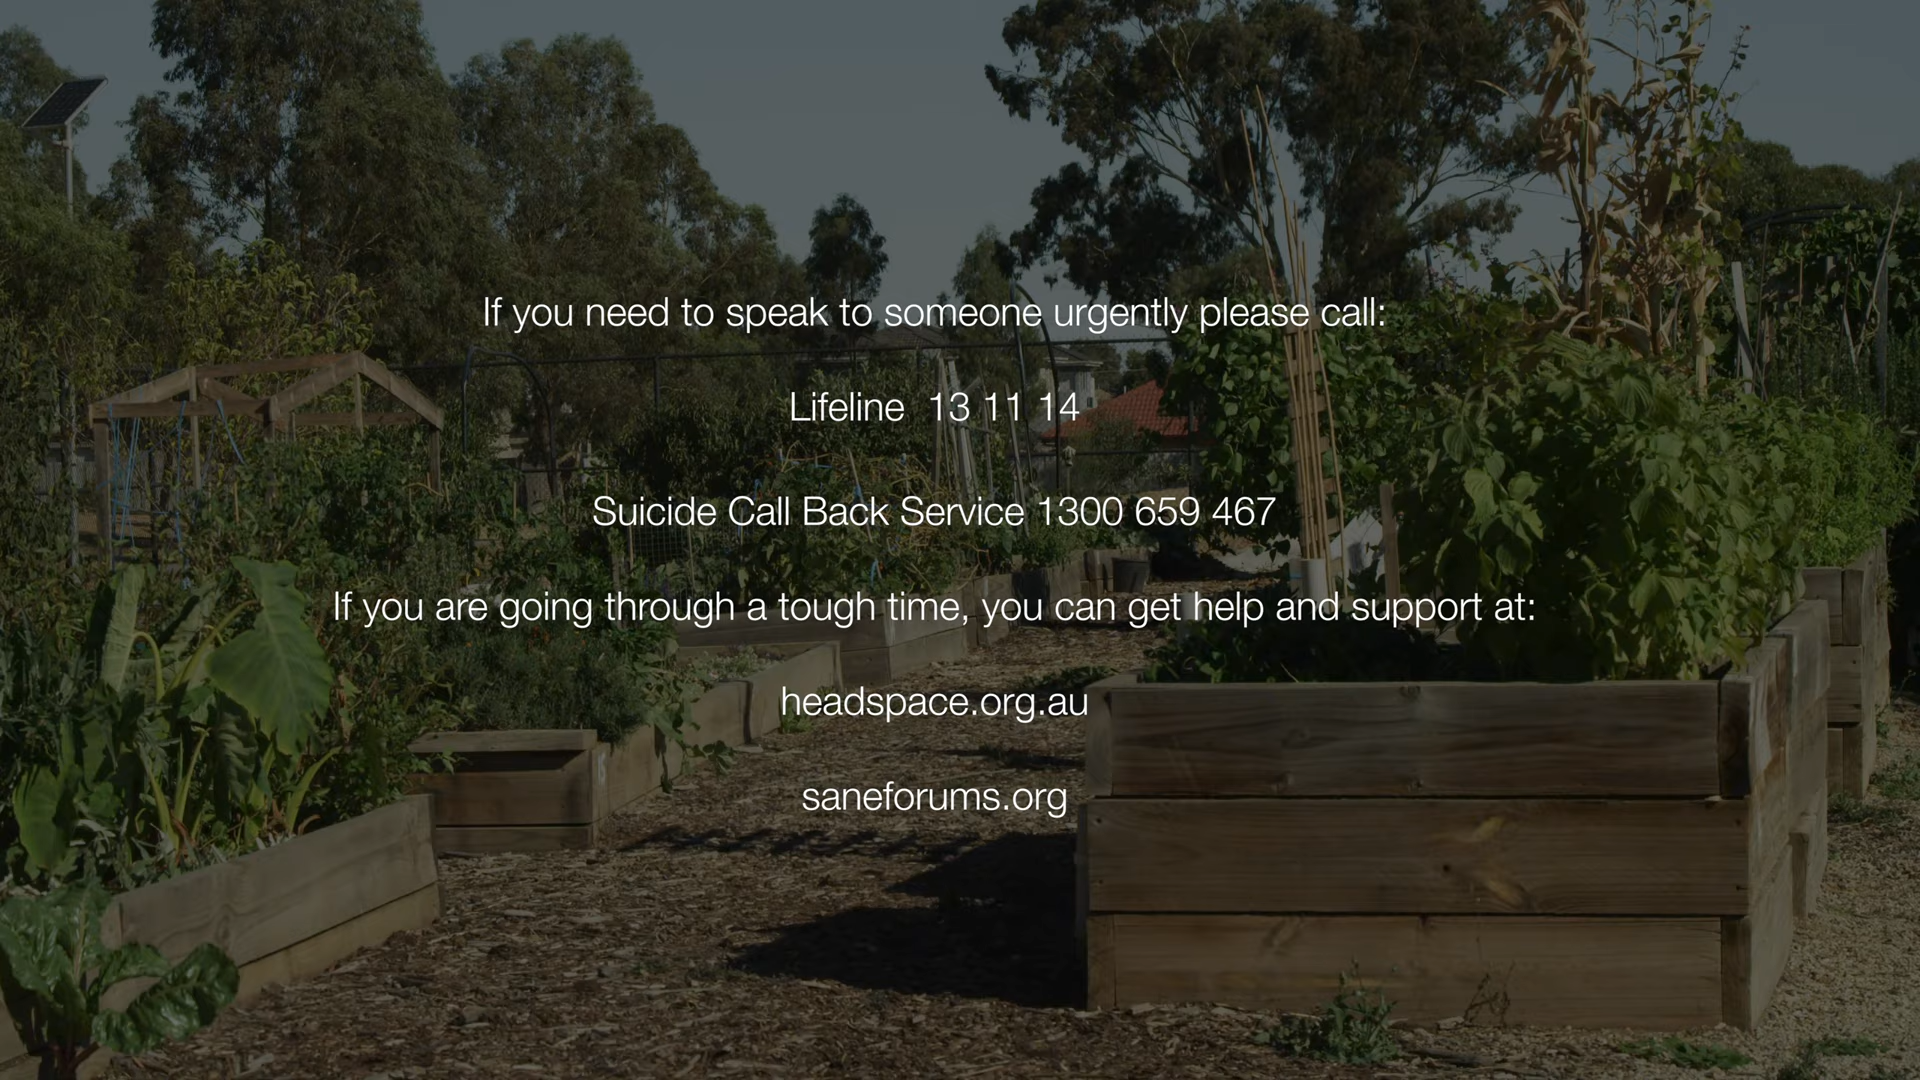 If you need to speak to someone urgently please call:
Lifeline  13 11 14
Suicide Call Back Service 1300 659 467
If you are going through a tough time, you can get help and support at:
headspace.org.au
saneforums.org